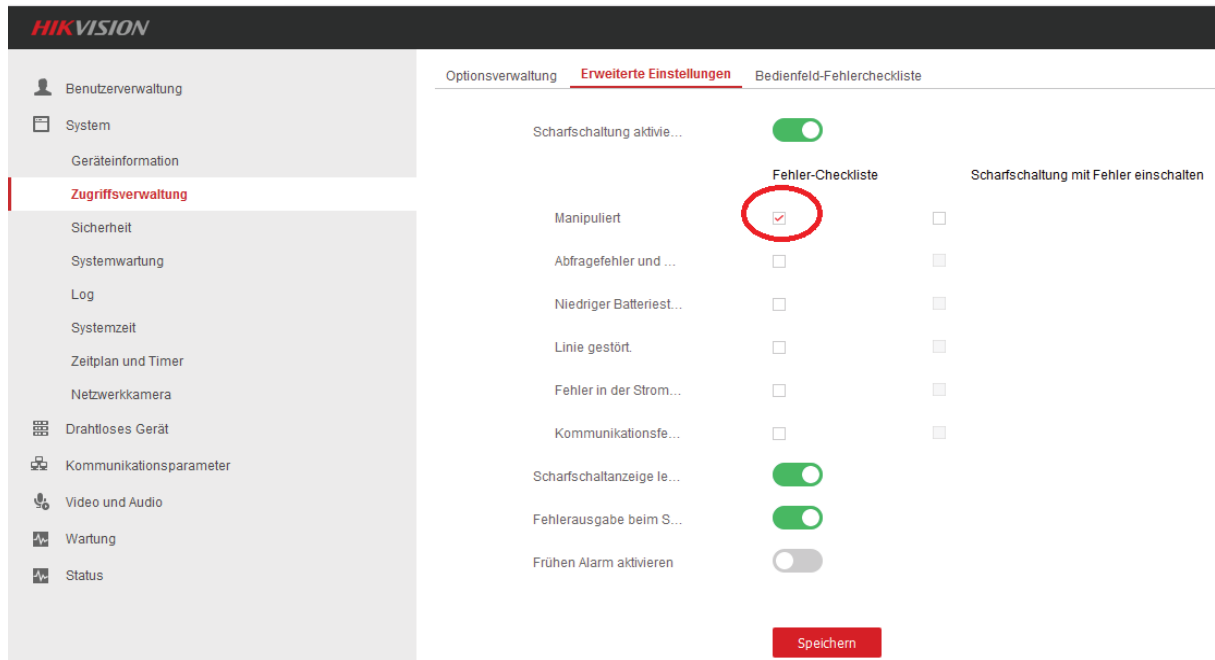 HIKVISION
Benutzerverwaltung
System
Geräteinformation
Zugriffsverwaltung
Sicherheit
Systemwartung
Log
Systemzeit
Zeitplan und Timer
Netzwerkkamera
Drahtloses Gerät
Kommunikationsparameter
Video und Audio
Wartung
Status
Optionsverwaltung Erweiterte Einstellungen Bedienfeld-Fehlercheckliste
Scharfschaltung aktivie...
Fehler-Checkliste Scharfschaltung mit Fehler einschalten
Manipuliert
Abfragefehler und ...
Niedriger Batteriest...
Linie gestört.
Fehler in der Strom...
Kommunikationsfe...
Scharfschaltanzeige le...
Fehlerausgabe beim S...
Frühen Alarm aktivieren
Speichern